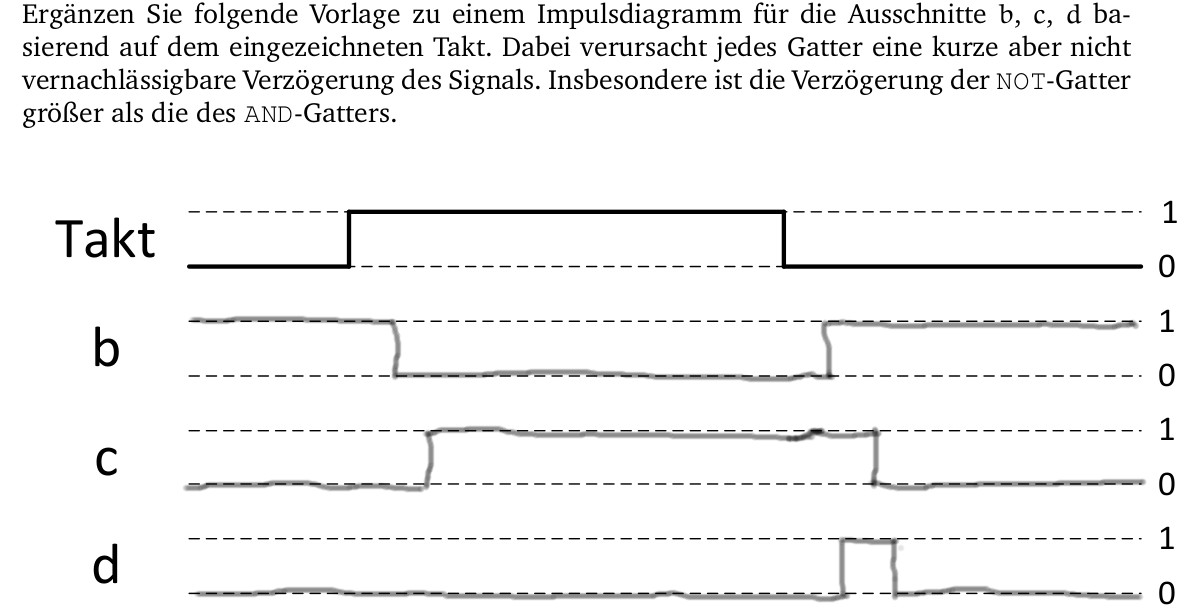 Ergänzen Sie folgende Vorlage zu einem Impulsdiagramm für die Ausschnitte b, c, d ba-
sierend auf dem eingezeichneten Takt. Dabei verursacht jedes Gatter eine kurze aber nicht
vernachlässigbare Verzögerung des Signals. Insbesondere ist die Verzögerung der NOT-Gatter
größer als die des AND-Gatters.
Takt 1
0
b 1
0
c 1
0
d 1
0